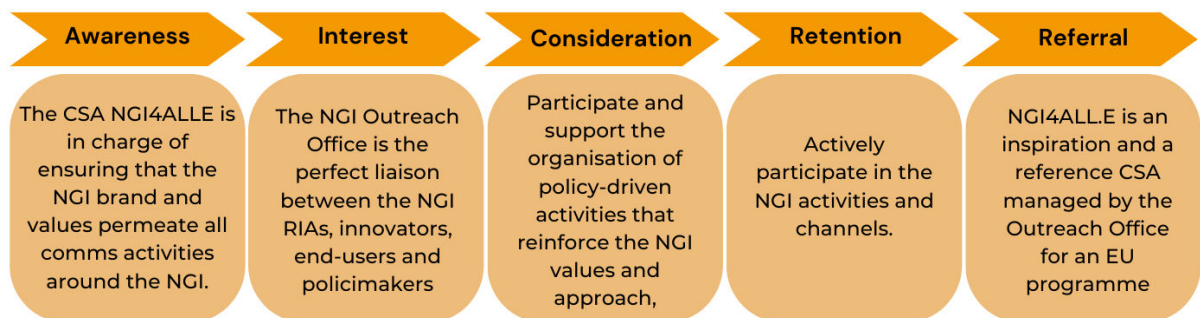 Awareness
Interest
Consideration
Retention
Referral
The CSA NGI4ALLE is
in charge of
ensuring that the
NGI brand and
values permeate all
comms activities
around the NGI.
The NGI Outreach
Office is the
perfect liaison
between the NGI
RIAs, innovators,
end-users and
policimakers
Participate and
support the
organisation of
policy-driven
activities that
reinforce the NGI
values and
approach,
Actively
participate in the
NGI activities and
channels.
NGI4ALL.E is an
inspiration and a
reference CSA
managed by the
Outreach Office
for an EU
programme